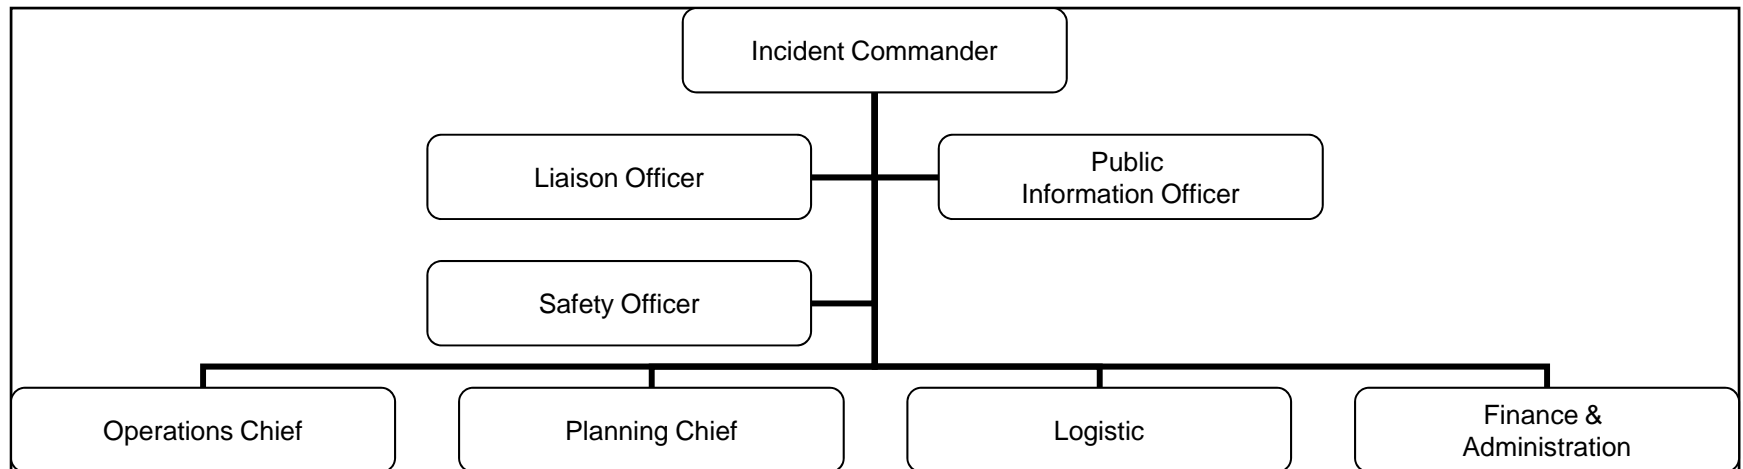 Incident Commander
Liaison Officer
Public
Information Officer
Safety Officer
Operations Chief
Planning Chief
Logistic
Finance &
Administration